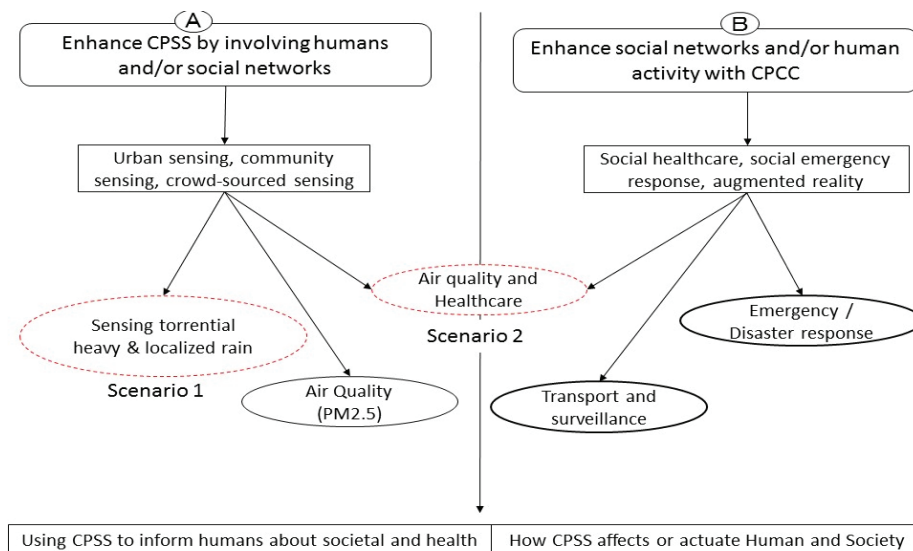 A
Enhance CPSS by involving humans
and/or social networks
B
Enhance social networks and/or human
activity with CPCC
Urban sensing, community
sensing, crowd-sourced sensing
Social healthcare, social emergency
response, augmented reality
Air quality and
Healthcare
Scenario 2
Sensing torrential
heavy & localized rain
Scenario 1
Air Quality
(PM2.5)
Emergency /
Disaster response
Transport and
surveillance
Using CPSS to inform humans about societal and health
How CPSS affects or actuate Human and Society